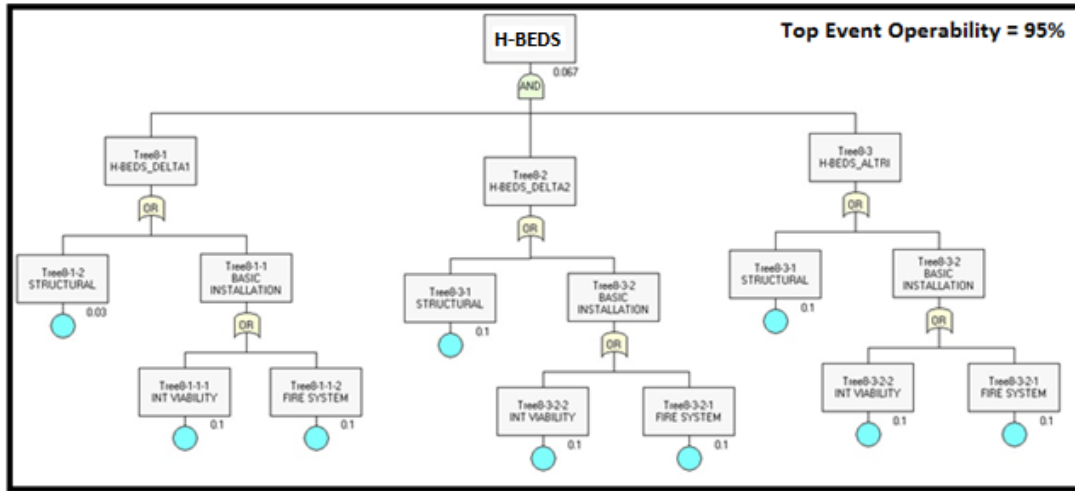 H-BEDS
Top Event Operability = 95%
0.067
AND
Tree8-1
H-BEDS_DELTA1
Tree8-2
H-BEDS_DELTA2
Tree8-3
H-BEDS_ALTRI
OR
OR
OR
Tree8-1-2
STRUCTURAL
0.03
Tree8-1-1
BASIC
INSTALLATION
Tree8-3-1
STRUCTURAL
0.1
Tree8-3-2
BASIC
INSTALLATION
Tree8-3-1
STRUCTURAL
0.1
Tree8-3-2
BASIC
INSTALLATION
OR
OR
OR
Tree8-1-1-1
INT VIABILITY
0.1
Tree8-1-1-2
FIRE SYSTEM
0.1
Tree8-3-2-2
INT VIABILITY
0.1
Tree8-3-2-1
FIRE SYSTEM
0.1
Tree8-3-2-2
INT VIABILITY
0.1
Tree8-3-2-1
FIRE SYSTEM
0.1